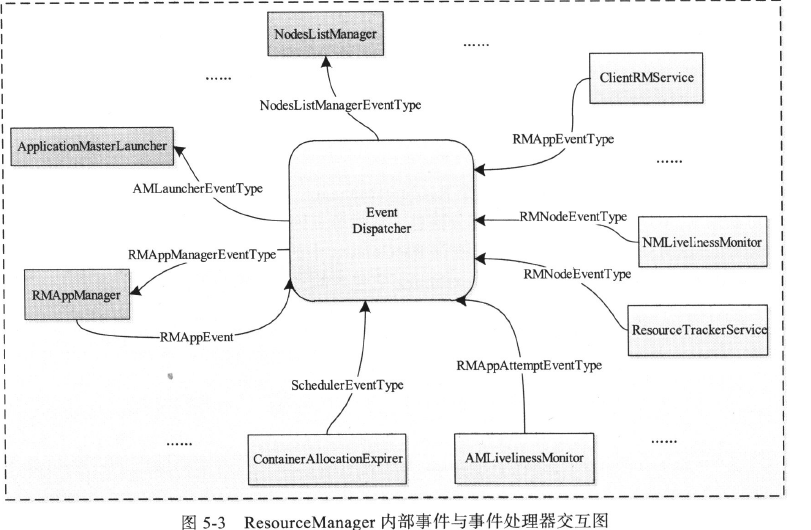 NodesListManager
……
……
ClientRMService
NodesListManagerEventType
RMAppEventType
ApplicationMasterLauncher
……
AMLauncherEventType
Event
Dispatcher
RMNodeEventType
NMLivelinessMonitor
RMAppManagerEventType
RMNodeEventType
RMAppManager
ResourceTrackerService
RMAppEvent
RMAppAttemptEventType
SchedulerEventType
……
……
ContainerAllocationExpirer
AMLivelinessMonitor
图 5-3 ResourceManager 内部事件与事件处理器交互图